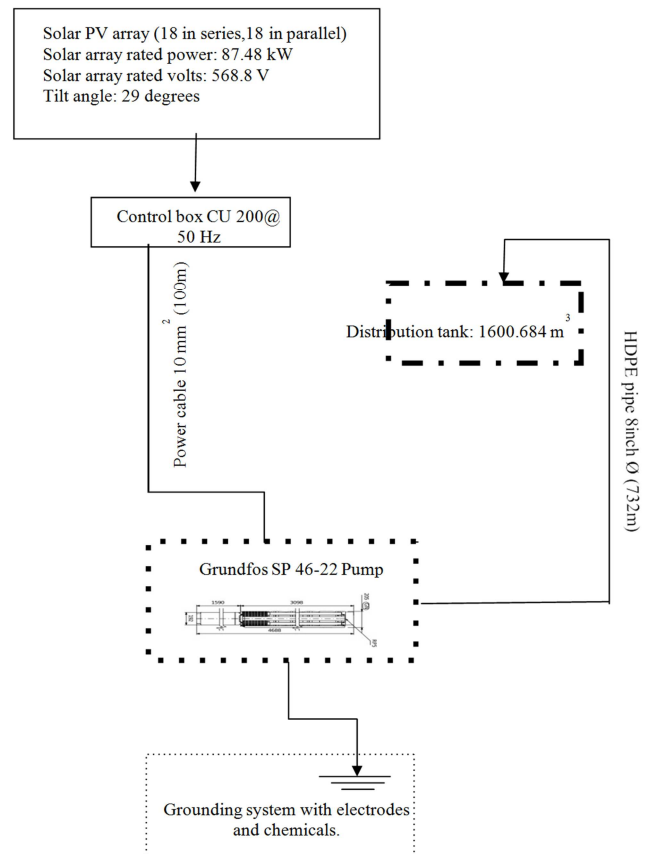 Solar PV array (18 in series,18 in parallel)
Solar array rated power: 87.48 kW
Solar array rated volts: 568.8 V
Tilt angle: 29 degrees
Control box CU 200@
50 Hz
Power cable 10 mm2 (100m)
Distribution tank: 1600.684 m3
HDPE pipe 8inch Ø (732m)
Grundfos SP 46-22 Pump
1590
3098
4688
Grounding system with electrodes
and chemicals.